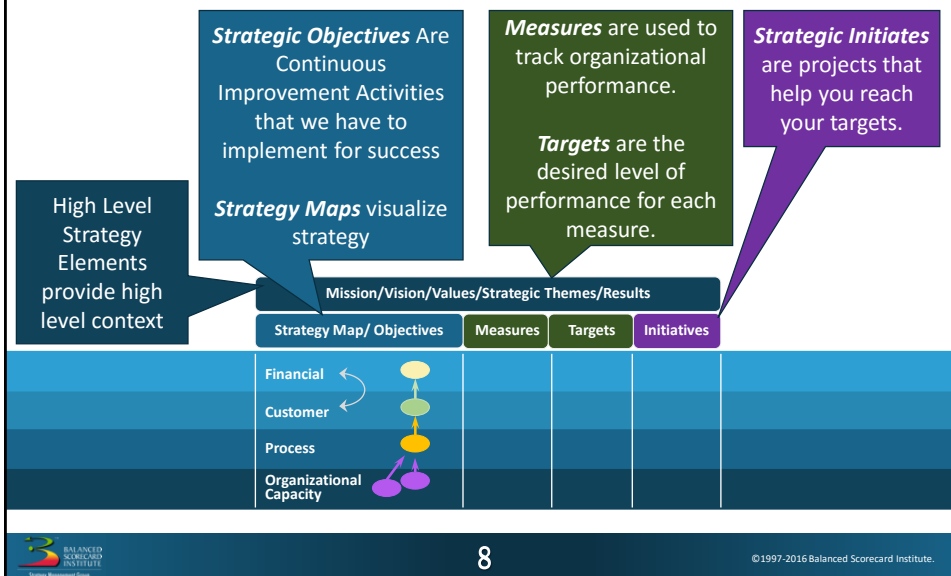 Strategic Objectives Are
Continuous
Improvement Activities
that we have to
implement for success
Strategy Maps visualize
strategy
Measures are used to
track organizational
performance.
Targets are the
desired level of
performance for each
measure.
Strategic Initiates
are projects that
help you reach
your targets.
High Level
Strategy
Elements
provide high
level context
Mission/Vision/Values/Strategic Themes/Results
Strategy Map/ Objectives
Measures
Targets
Initiatives
Financial
Customer
Process
Organizational
Capacity
BALANCED
SCORECARD
INSTITUTE
Strategy Management Group
8
©1997-2016 Balanced Scorecard Institute.